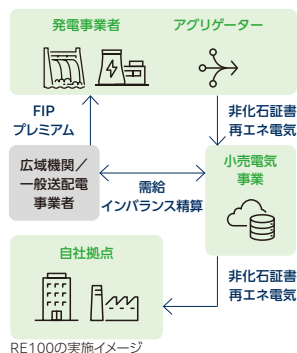 発電事業者
アグリゲーター
FIP
プレミアム
非化石証書
再エネ電気
広域機関／
一般送配電
事業者
需給
インバランス精算
小売電気
事業
自社拠点
非化石証書
再エネ電気
RE100の実施イメージ